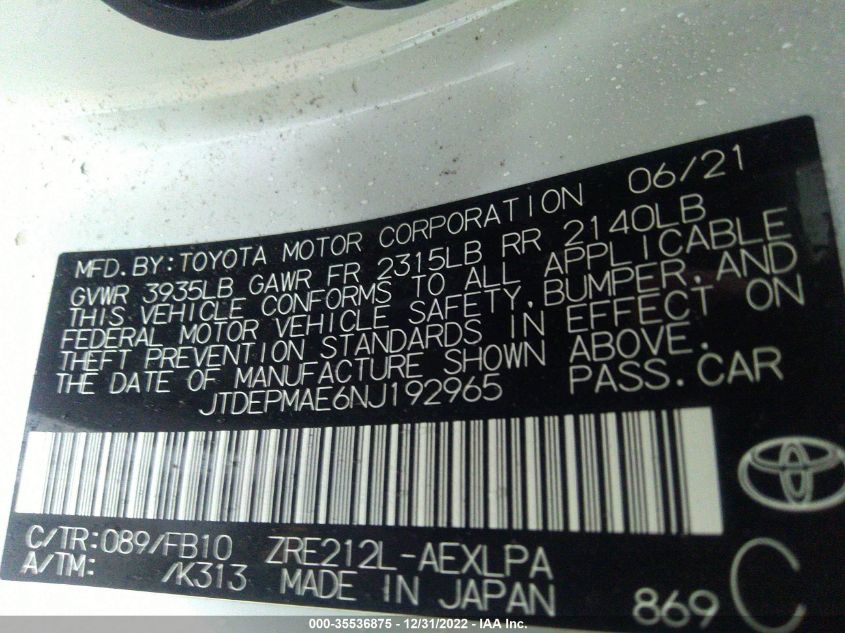 MFD.BY:TOYOTA MOTOR CORPORATION 06/21
GVWR 3935LB GAWR FR 2315LB RR 2140LB
THIS VEHICLE CONFORMS TO ALL APPLICABLE
FEDERAL MOTOR VEHICLE SAFETY,BUMPER,AND
THEFT PREVENTION STANDARDS IN EFFECT ON
THE DATE OF MANUFACTURE SHOWN ABOVE.
JTDEPMAE6NJ192965 PASS.CAR
C/TR:089/FB10 ZRE212L-AEXLPA
A/TM: /K313 MADE IN JAPAN 869 C
000-35536875 - 12/31/2022 - IAA Inc.